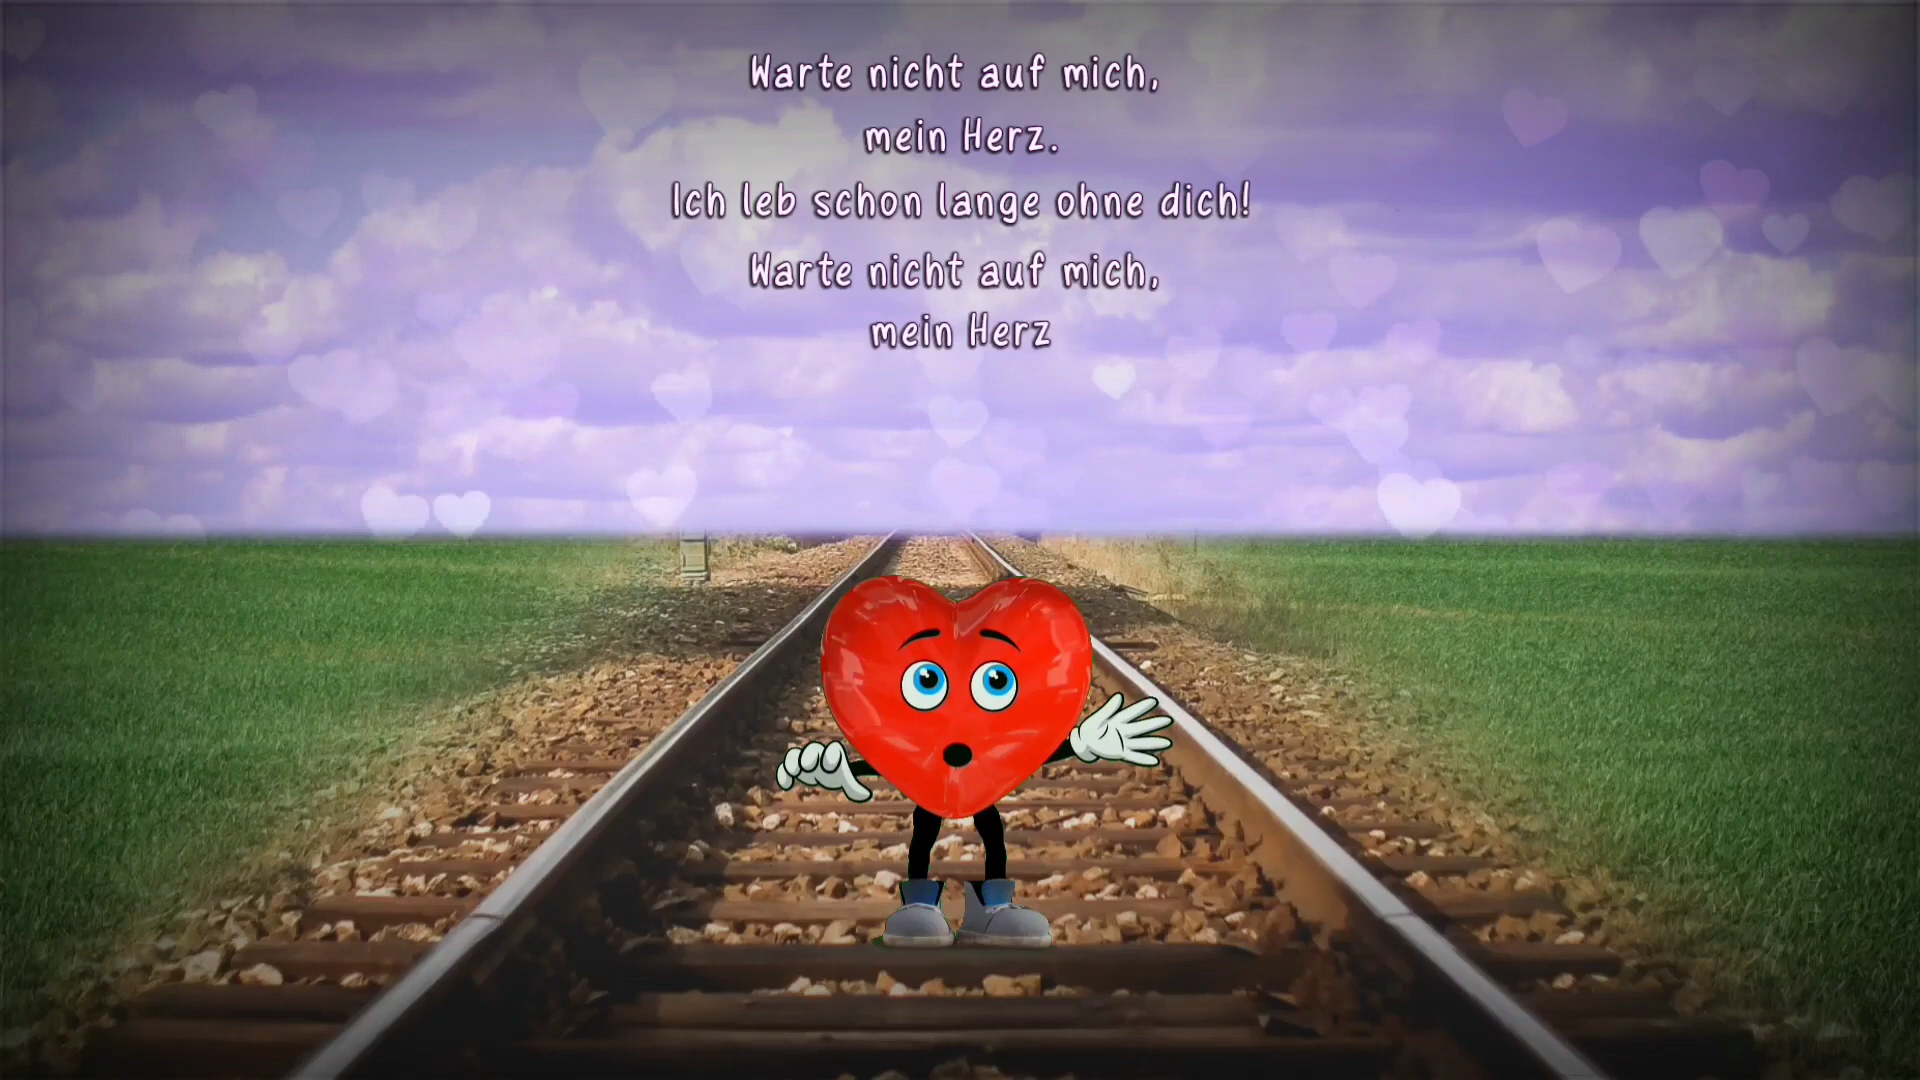 Warte nicht auf mich,
mein Herz.
Ich leb schon lange ohne dich!
Warte nicht auf mich,
mein Herz